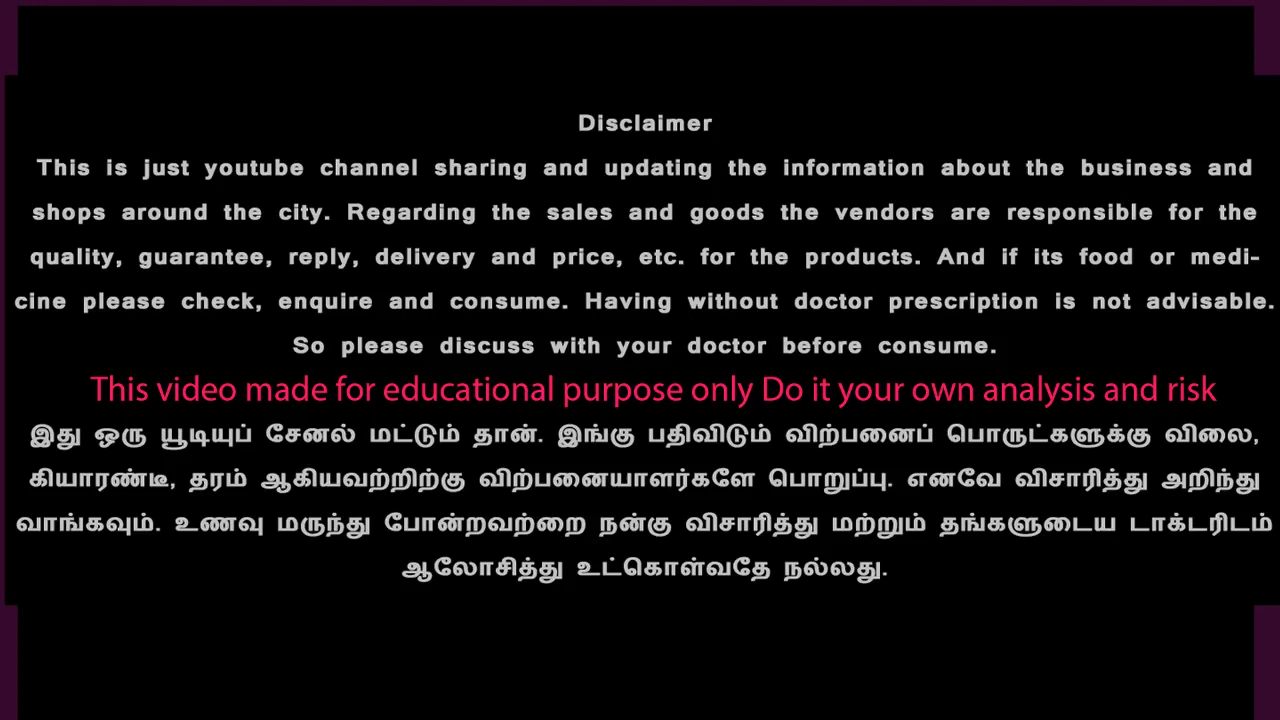 Disclaimer
This is just youtube channel sharing and updating the information about the business and
shops around the city. Regarding the sales and goods the vendors are responsible for the
quality, guarantee, reply, delivery and price, etc. for the products. And if its food or medi-
cine please check, enquire and consume. Having without doctor prescription is not advisable.
So please discuss with your doctor before consume.
This video made for educational purpose only Do it your own analysis and risk
இது ஒரு யூடியுப் சேனல் மட்டும் தான். இங்கு பதிவிடும் விற்பனைப் பொருட்களுக்கு விலை,
கியாரண்டீ, தரம் ஆகியவற்றிற்கு விற்பனையாளர்களே பொறுப்பு. எனவே விசாரித்து அறிந்து
வாங்கவும். உணவு மருந்து போன்றவற்றை நன்கு விசாரித்து மற்றும் தங்களுடைய டாக்டரிடம்
ஆலோசித்து உட்கொள்வதே நல்லது.